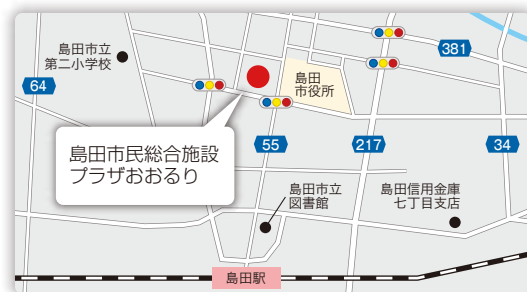 島田市立
第二小学校
381
島田
市役所
64
島田市民総合施設
プラザおおるり
55
217
34
島田市立
図書館
島田信用金庫
七丁目支店
島田駅